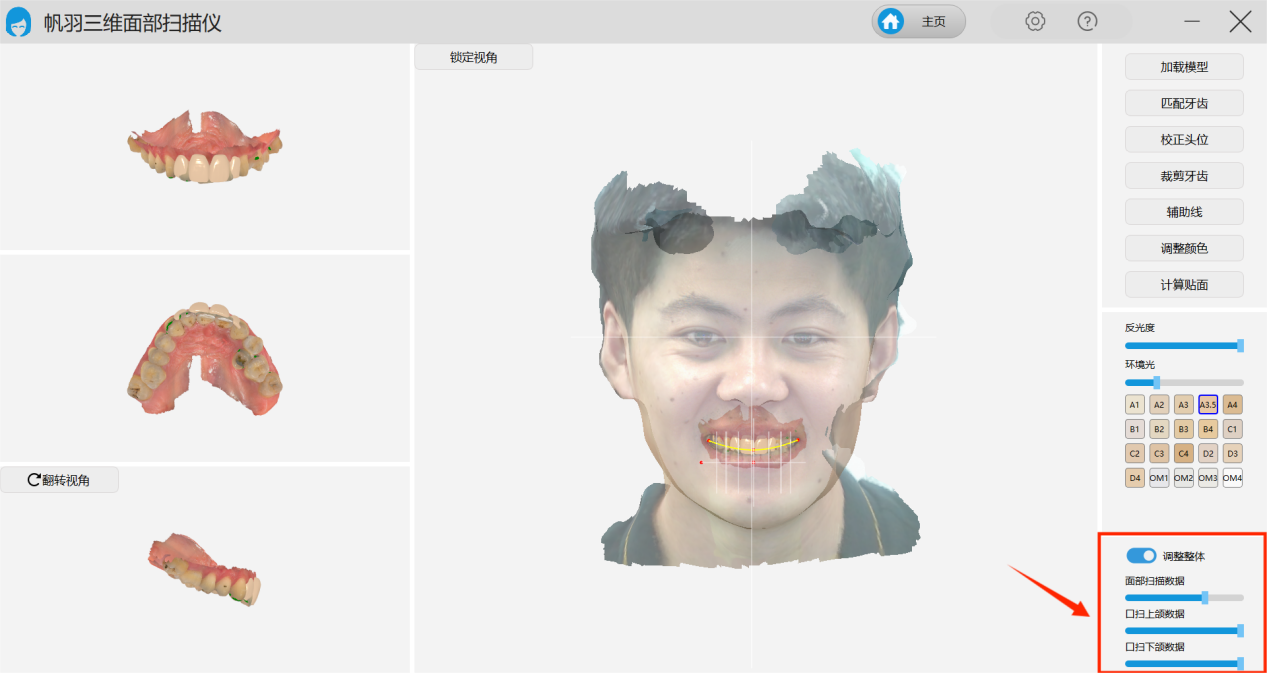 帆羽三维面部扫描仪
主页
锁定视角
翻转视角
加载模型
匹配牙齿
校正头位
裁剪牙齿
辅助线
调整颜色
计算贴面
反光度
环境光
A1 A2 A3 A3.5 A4
B1 B2 B3 B4 C1
C2 C3 C4 D2 D3
D4 OM1 OM2 OM3 OM4
调整整体
面部扫描数据
口扫上颌数据
口扫下颌数据